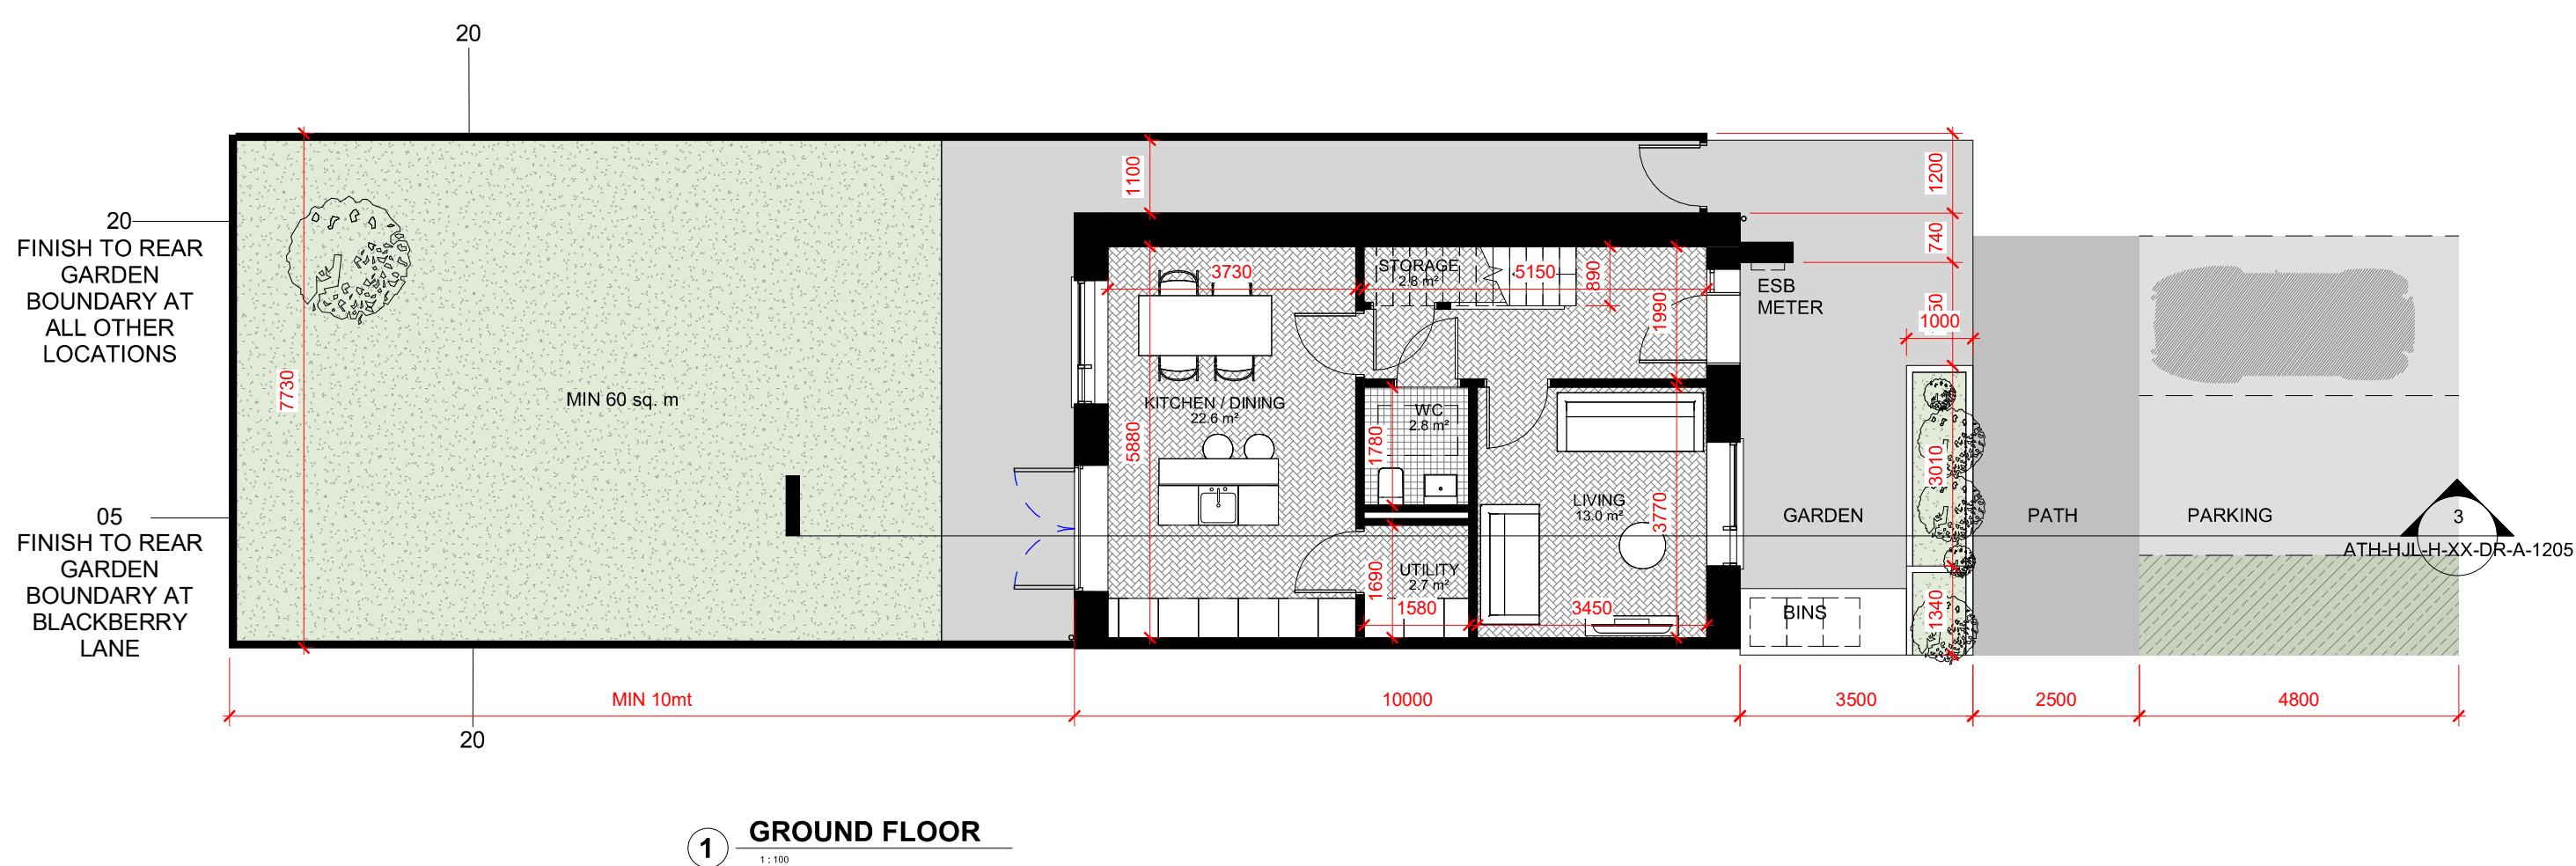 20
20
FINISH TO REAR
GARDEN
BOUNDARY AT
ALL OTHER
LOCATIONS
05
FINISH TO REAR
GARDEN
BOUNDARY AT
BLACKBERRY
LANE
7730
MIN 60 sq. m
1100
3730
STORAGE
2.8 m²
5150
890
1990
KITCHEN / DINING
22.6 m²
5880
WC
2.8 m²
1780
LIVING
13.0 m²
3770
UTILITY
2.7 m²
1690
1580
3450
1200
740
ESB
METER
1000
3010
1340
GARDEN
PATH
PARKING
3
ATH-HJL-H-XX-DR-A-1205
BINS
MIN 10mt
10000
3500
2500
4800
20
1
GROUND FLOOR
1 : 100